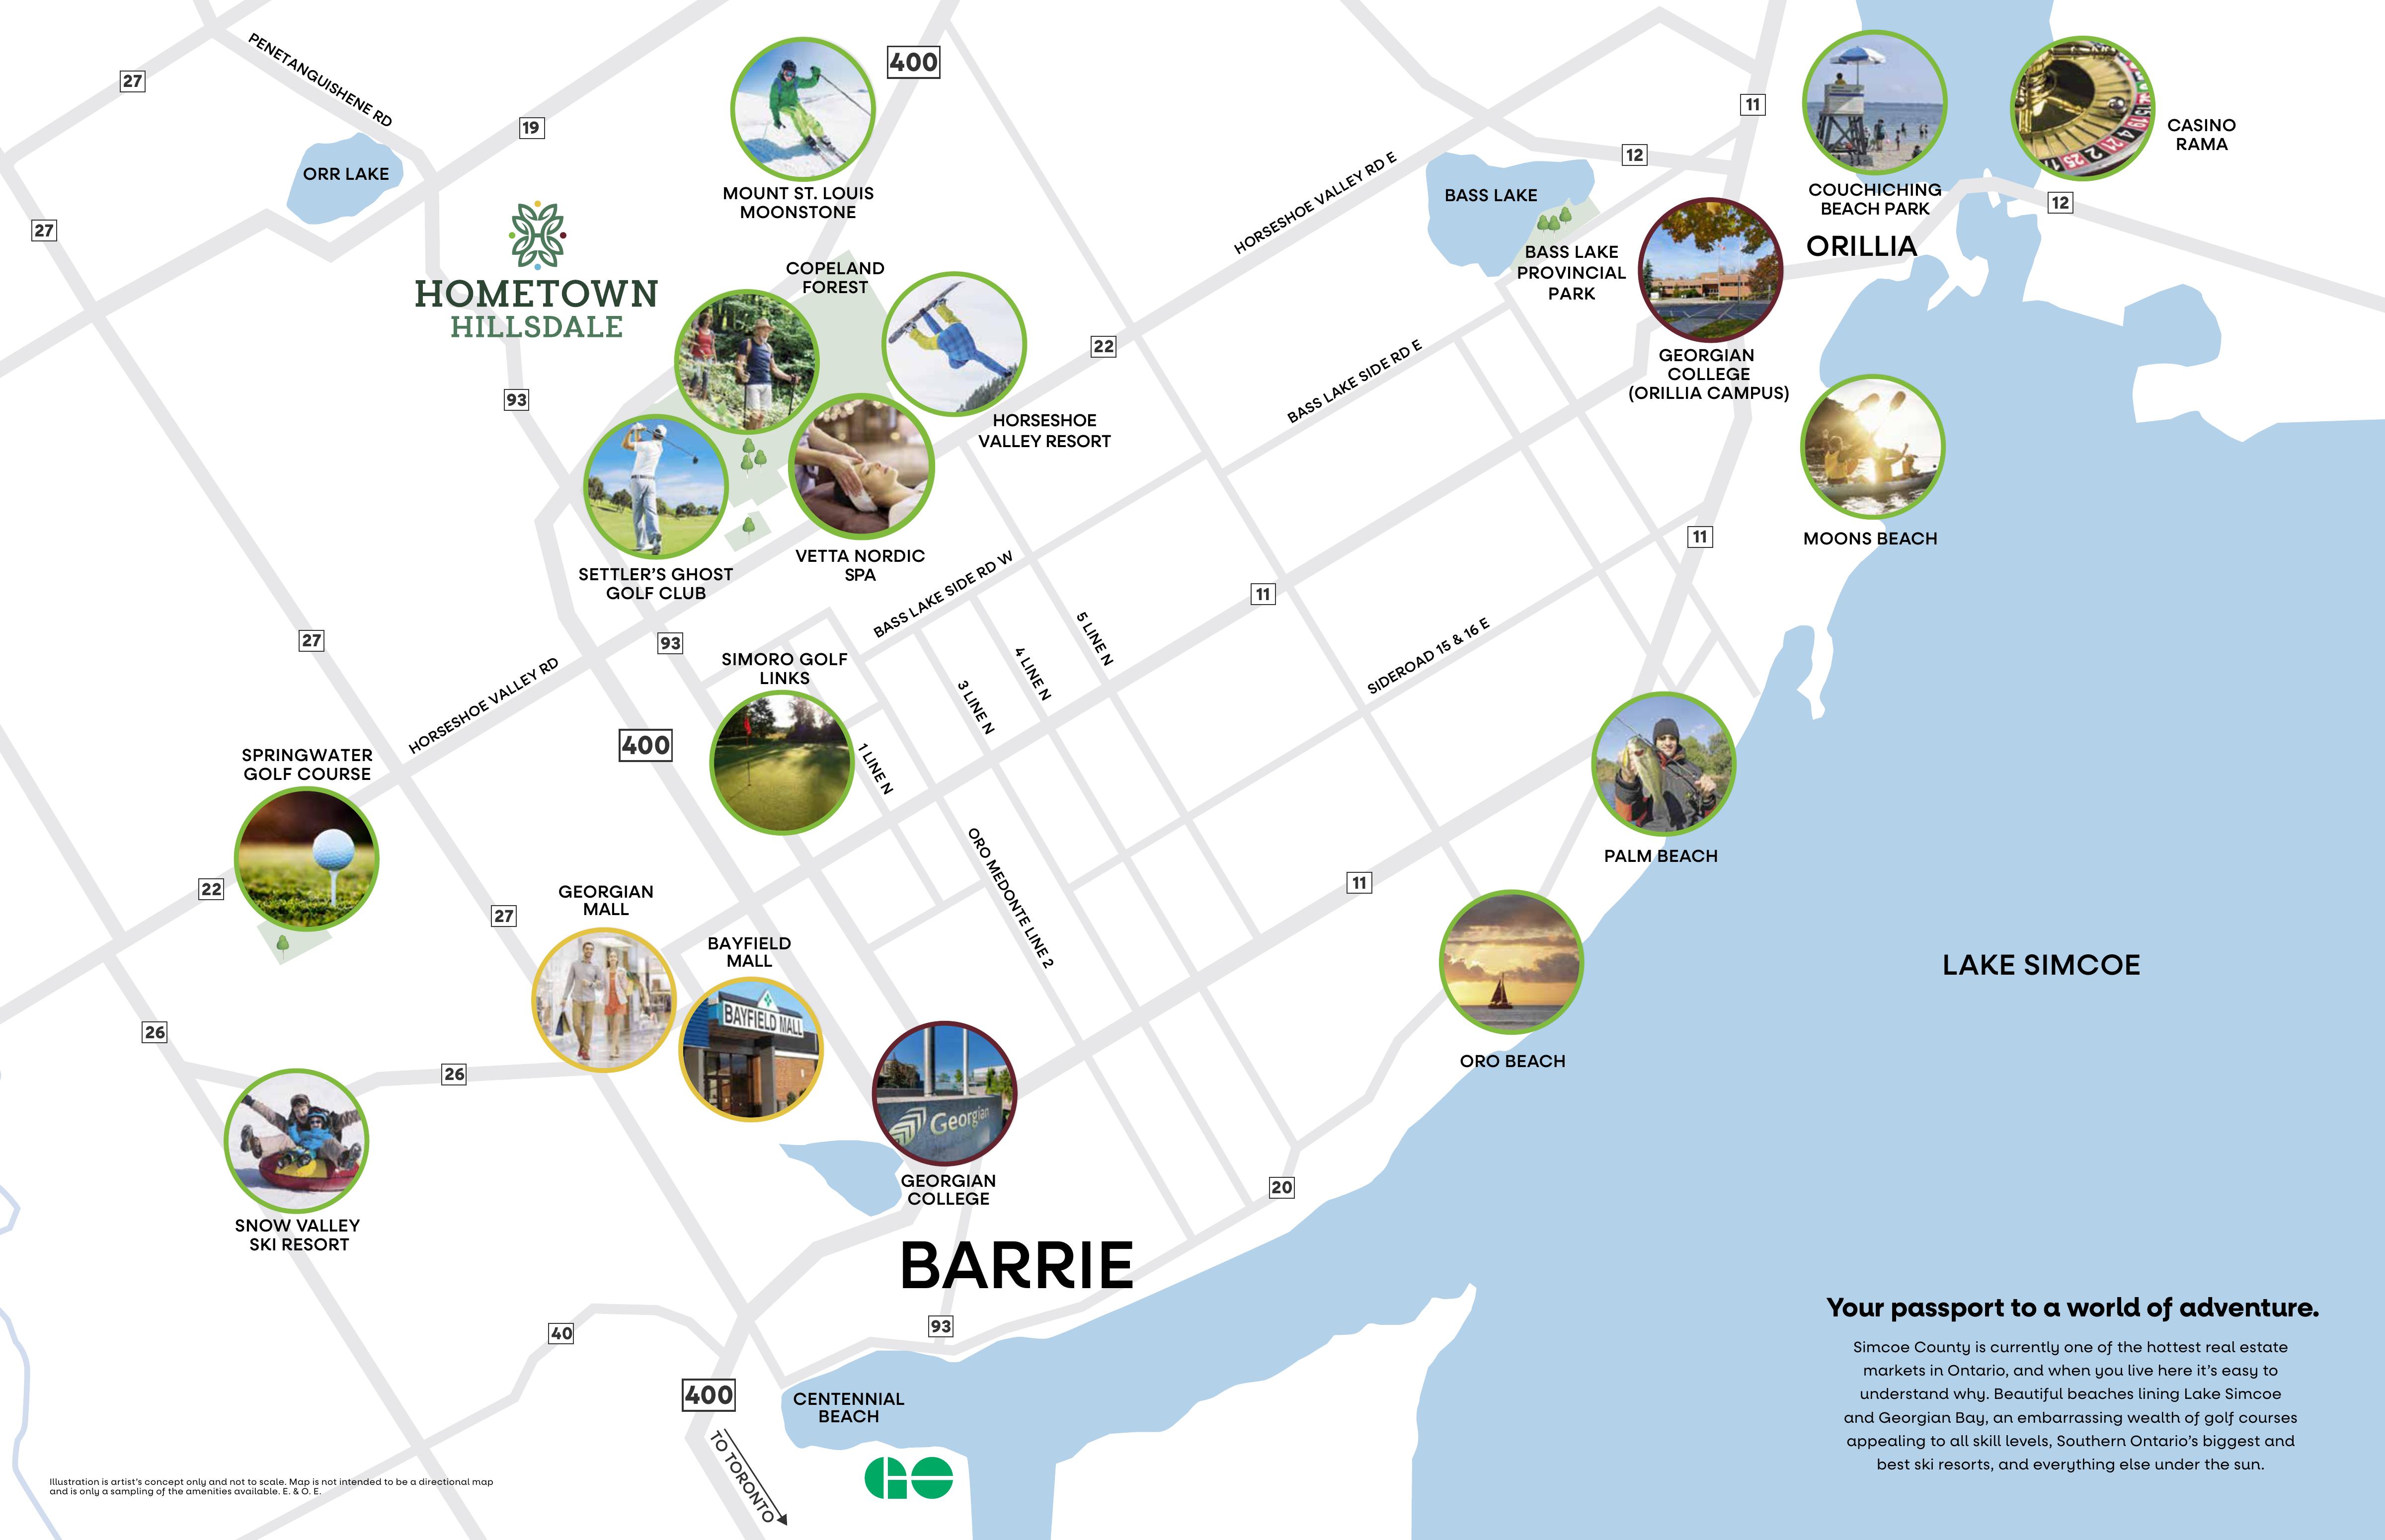 PENETANGUISHENE RD
27
19
400
11
12
CASINO
RAMA
ORR LAKE
MOUNT ST. LOUIS
MOONSTONE
HORSESHOE VALLEY RD E
BASS LAKE
COUCHICHING
BEACH PARK
12
27
HOMETOWN
HILLSDALE
COPELAND
FOREST
BASS LAKE
PROVINCIAL
PARK
ORILLIA
22
93
HORSESHOE
VALLEY RESORT
BASS LAKE SIDE RD E
GEORGIAN
COLLEGE
(ORILLIA CAMPUS)
SETTLER'S GHOST
GOLF CLUB
VETTA NORDIC
SPA
MOONS BEACH
11
BASS LAKE SIDE RD W
11
27
93
SIMORO GOLF
LINKS
5 LINE N
4 LINE N
3 LINE N
1 LINE N
SIDEROAD 15 & 16 E
HORSESHOE VALLEY RD
400
SPRINGWATER
GOLF COURSE
22
27
GEORGIAN
MALL
BAYFIELD
MALL
BAYFIELD MALL
ORO MEDONTE LINE 2
11
PALM BEACH
ORO BEACH
LAKE SIMCOE
26
26
Georgian
GEORGIAN
COLLEGE
SNOW VALLEY
SKI RESORT
20
BARRIE
40
93
400
TO TORONTO
CENTENNIAL
BEACH
GO
Your passport to a world of adventure.
Simcoe County is currently one of the hottest real estate
markets in Ontario, and when you live here it's easy to
understand why. Beautiful beaches lining Lake Simcoe
and Georgian Bay, an embarrassing wealth of golf courses
appealing to all skill levels, Southern Ontario's biggest and
best ski resorts, and everything else under the sun.
Illustration is artist's concept only and not to scale. Map is not intended to be a directional map
and is only a sampling of the amenities available. E. & O. E.